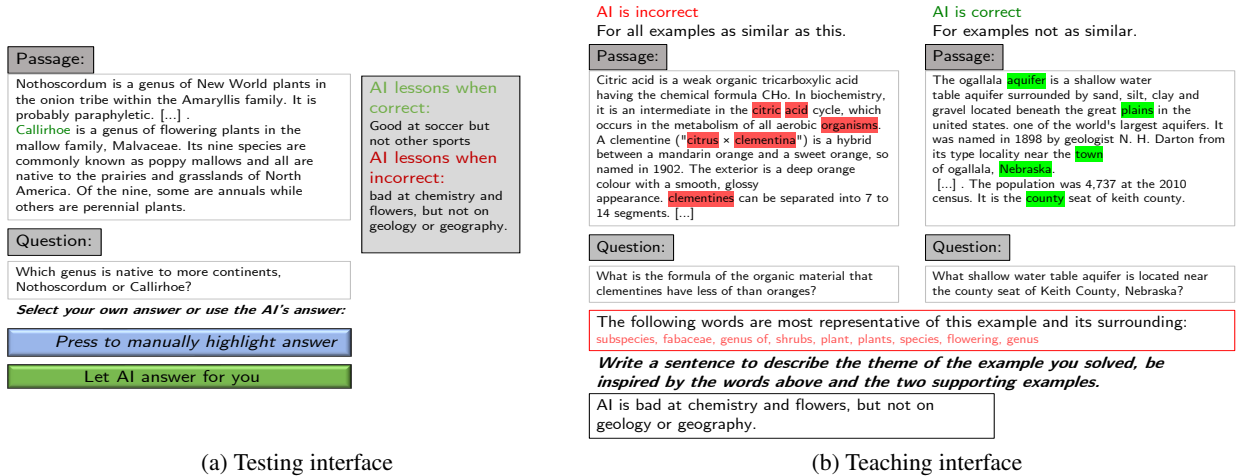 Passage:
Nothoscordum is a genus of New World plants
in the onion tribe within the Amaryllis family. It is
probably paraphyletic. [...] .
Callirhoe is a genus of flowering plants in the
mallow family, Malvaceae. Its nine species are
commonly known as poppy mallows and all are
native to the prairies and grasslands of North
America. Of the nine, some are annuals while
others are perennial plants.
Question:
Which genus is native to more continents,
Nothoscordum or Callirhoe?
Select your own answer or use the AI's answer:
Press to manually highlight answer
Let AI answer for you
AI lessons when
correct:
Good at soccer but
not other sports
AI lessons when
incorrect:
bad at chemistry and
flowers, but not on
geology or geography.
(a) Testing interface
AI is incorrect
For all examples as similar as this.
Passage:
Citric acid is a weak organic tricarboxylic acid
having the chemical formula CHo. In biochemistry,
it is an intermediate in the citric acid cycle, which
occurs in the metabolism of all aerobic organisms.
A clementine ("citrus × clementina") is a hybrid
between a mandarin orange and a sweet orange, so
named in 1902. The exterior is a deep orange
colour with a smooth, glossy
appearance. clementines can be separated into 7 to
14 segments. [...]
Question:
What is the formula of the organic material that
clementines have less of than oranges?
AI is correct
For examples not as similar.
Passage:
The ogallala aquifer is a shallow water
table aquifer surrounded by sand, silt, clay and
gravel located beneath the great plains in the
united states. one of the world's largest aquifers. It
was named in 1898 by geologist N. H. Darton from
its type locality near the town
of ogallal, Nebraska.
[...] . The population was 4,737 at the 2010
census. It is the county seat of keith county.
Question:
What shallow water table aquifer is located near
the county seat of Keith County, Nebraska?
The following words are most representative of this example and its surrounding:
subspecies, fabaceae, genus of, shrubs, plant, plants, species, flowering, genus
Write a sentence to describe the theme of the example you solved, be
inspired by the words above and the two supporting examples.
AI is bad at chemistry and flowers, but not on
geology or geography.
(b) Teaching interface